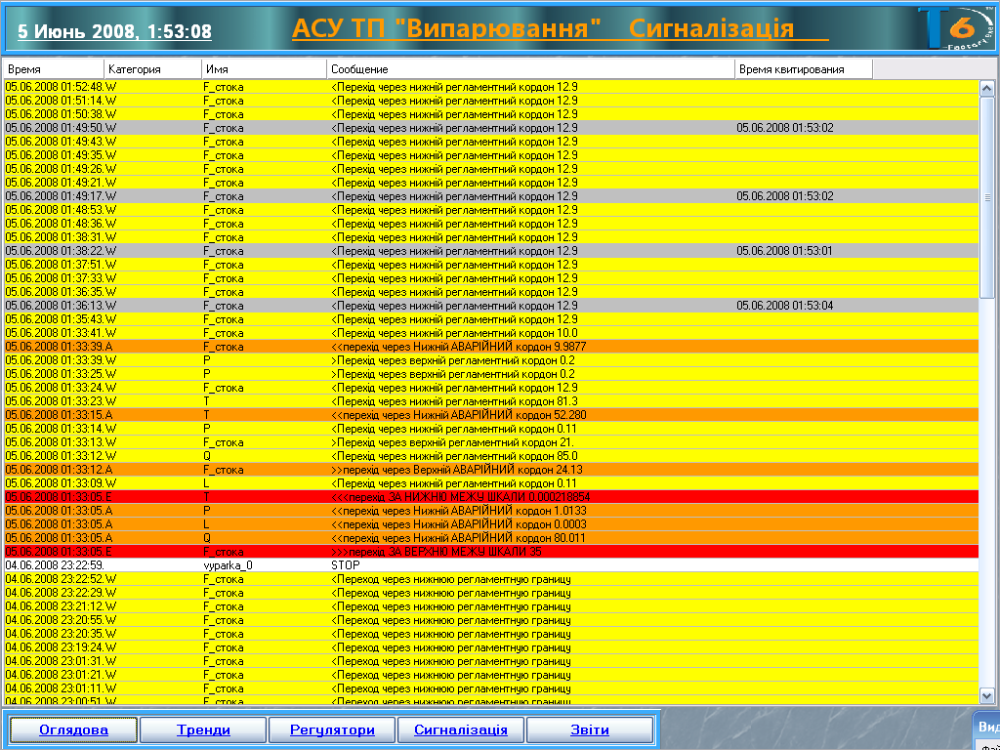 5 Июнь 2008, 1:53:08
АСУ ТП "Випарювання" Сигналізація
T6
Factory Suite
Время Категория Имя Сообщение Время квитирования
05.06.2008 01:52:48. W F_стока <Перехід через нижній регламентний кордон 12.9
05.06.2008 01:51:14. W F_стока <Перехід через нижній регламентний кордон 12.9
05.06.2008 01:50:38. W F_стока <Перехід через нижній регламентний кордон 12.9
05.06.2008 01:49:50. W F_стока <Перехід через нижній регламентний кордон 12.9 05.06.2008 01:53:02
05.06.2008 01:49:43. W F_стока <Перехід через нижній регламентний кордон 12.9
05.06.2008 01:49:35. W F_стока <Перехід через нижній регламентний кордон 12.9
05.06.2008 01:49:26. W F_стока <Перехід через нижній регламентний кордон 12.9
05.06.2008 01:49:21. W F_стока <Перехід через нижній регламентний кордон 12.9
05.06.2008 01:49:17. W F_стока <Перехід через нижній регламентний кордон 12.9 05.06.2008 01:53:02
05.06.2008 01:48:53. W F_стока <Перехід через нижній регламентний кордон 12.9
05.06.2008 01:48:36. W F_стока <Перехід через нижній регламентний кордон 12.9
05.06.2008 01:38:31. W F_стока <Перехід через нижній регламентний кордон 12.9
05.06.2008 01:38:22. W F_стока <Перехід через нижній регламентний кордон 12.9 05.06.2008 01:53:01
05.06.2008 01:37:51. W F_стока <Перехід через нижній регламентний кордон 12.9
05.06.2008 01:37:33. W F_стока <Перехід через нижній регламентний кордон 12.9
05.06.2008 01:36:35. W F_стока <Перехід через нижній регламентний кордон 12.9
05.06.2008 01:36:13. W F_стока <Перехід через нижній регламентний кордон 12.9 05.06.2008 01:53:04
05.06.2008 01:35:43. W F_стока <Перехід через нижній регламентний кордон 12.9
05.06.2008 01:33:41. W F_стока <Перехід через нижній регламентний кордон 10.0
05.06.2008 01:33:39. A F_стока <<перехід через Нижній АВАРІЙНИЙ кордон 9.9877
05.06.2008 01:33:39. W P >Перехід через верхній регламентний кордон 0.2
05.06.2008 01:33:25. W P >Перехід через верхній регламентний кордон 0.2
05.06.2008 01:33:24. W F_стока <Перехід через нижній регламентний кордон 12.9
05.06.2008 01:33:23. W T <Перехід через нижній регламентний кордон 81.3
05.06.2008 01:33:15. A T <<перехід через Нижній АВАРІЙНИЙ кордон 52.280
05.06.2008 01:33:14. W P <Перехід через нижній регламентний кордон 0.11
05.06.2008 01:33:13. W F_стока >Перехід через верхній регламентний кордон 21.
05.06.2008 01:33:12. W Q <Перехід через нижній регламентний кордон 85.0
05.06.2008 01:33:12. A F_стока >>перехід через Верхній АВАРІЙНИЙ кордон 24.13
05.06.2008 01:33:09. W L <Перехід через нижній регламентний кордон 0.11
05.06.2008 01:33:05. E T <<<перехід ЗА НИЖНЮ МЕЖУ ШКАЛИ 0.000218854
05.06.2008 01:33:05. A P <<перехід через Нижній АВАРІЙНИЙ кордон 1.0133
05.06.2008 01:33:05. A L <<перехід через Нижній АВАРІЙНИЙ кордон 0.0003
05.06.2008 01:33:05. A Q <<перехід через Нижній АВАРІЙНИЙ кордон 80.011
05.06.2008 01:33:05. E F_стока >>>перехід ЗА ВЕРХНЮ МЕЖУ ШКАЛИ 35
04.06.2008 23:22:59. vyparka_0 STOP
04.06.2008 23:22:52. W F_стока <Переход через нижнюю регламентную границу
04.06.2008 23:22:29. W F_стока <Переход через нижнюю регламентную границу
04.06.2008 23:21:12. W F_стока <Переход через нижнюю регламентную границу
04.06.2008 23:20:55. W F_стока <Переход через нижнюю регламентную границу
04.06.2008 23:20:35. W F_стока <Переход через нижнюю регламентную границу
04.06.2008 23:19:24. W F_стока <Переход через нижнюю регламентную границу
04.06.2008 23:01:31. W F_стока <Переход через нижнюю регламентную границу
04.06.2008 23:01:21. W F_стока <Переход через нижнюю регламентную границу
04.06.2008 23:01:11. W F_стока <Переход через нижнюю регламентную границу
04.06.2008 23:00:51. W F_стока <Переход через нижнюю регламентную границу
Оглядова Тренди Регулятори Сигналізація Звіти
Вид
Фай